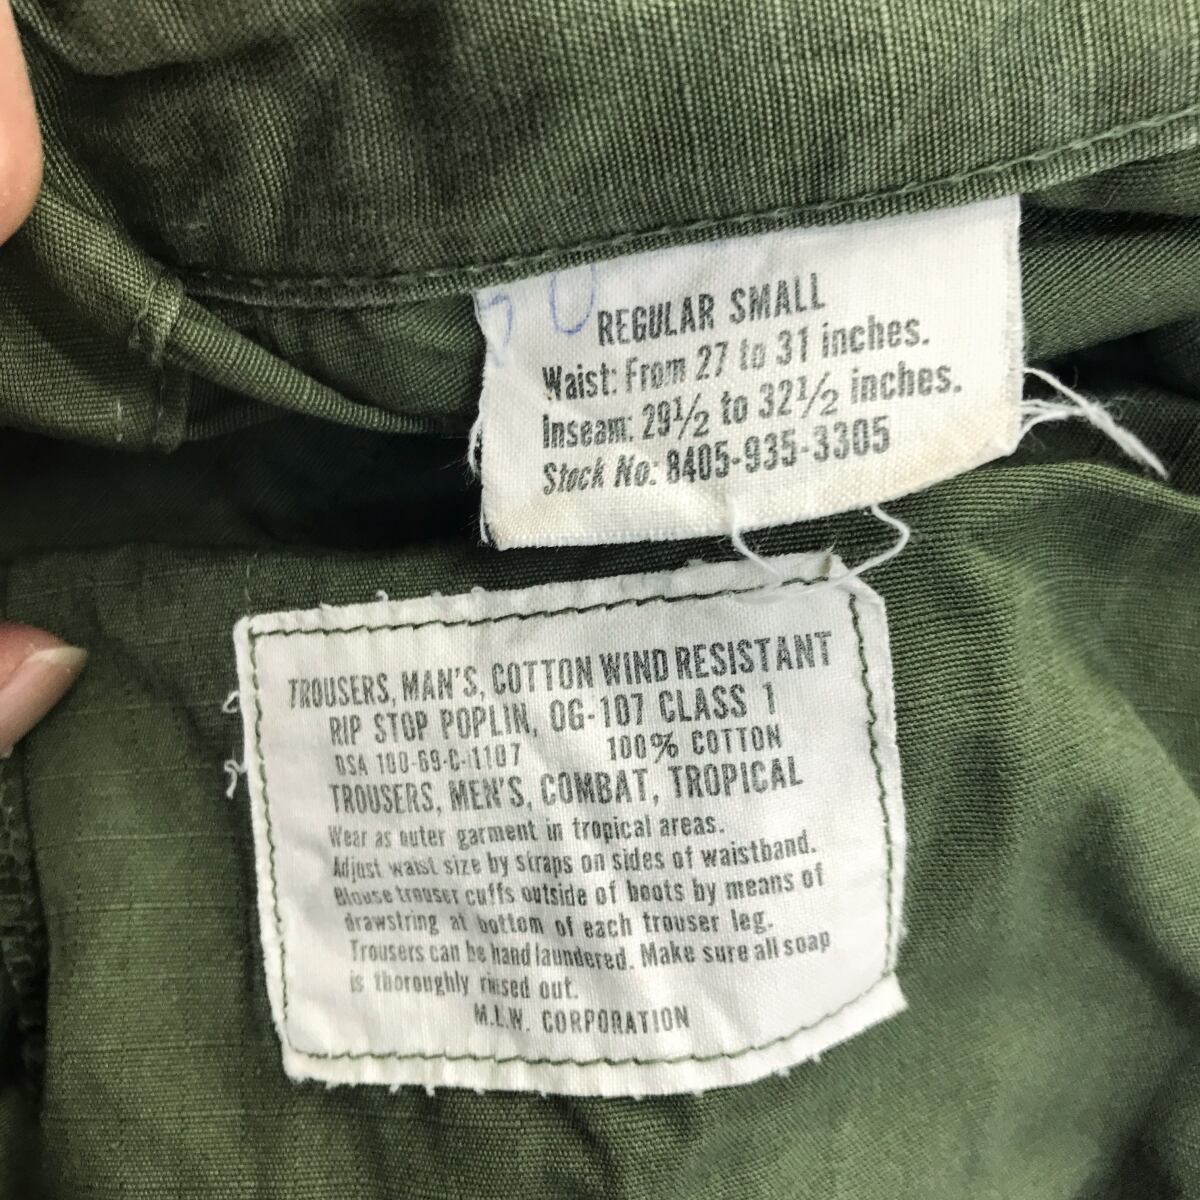 REGULAR SMALL
Waist: From 27 to 31 inches.
Inseam: 29½ to 32½ inches.
Stock No: 8405-935-3305
TROUSERS, MAN'S, COTTON WIND RESISTANT
RIP STOP POPLIN, OG-107 CLASS 1
DSA 100-69-C-1107 100% COTTON
TROUSERS, MEN'S, COMBAT, TROPICAL
Wear as outer garment in tropical areas.
Adjust waist size by straps on sides of waistband.
Blouse trouser cuffs outside of boots by means of
drawstring at bottom of each trouser leg.
Trousers can be hand laundered. Make sure all soap
is thoroughly rinsed out.
M.L.W. CORPORATION